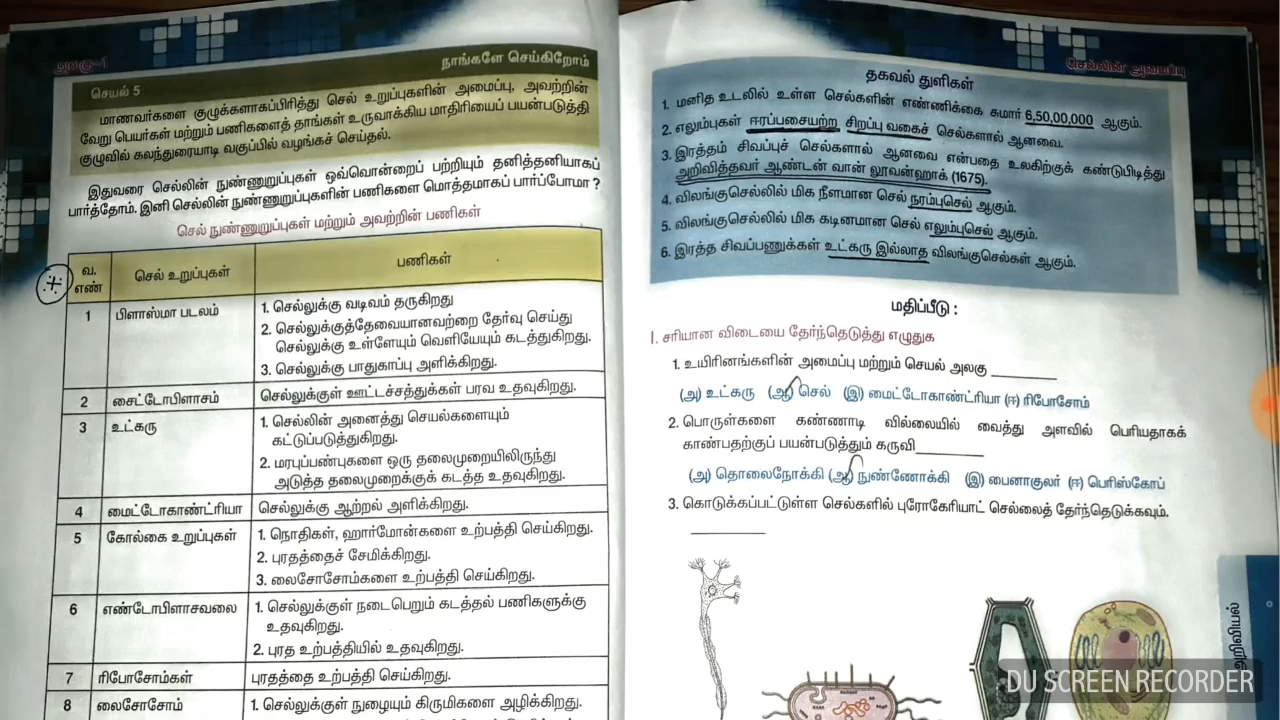 அலகு-1
நாங்களே செய்கிறோம்
செயல் 5
மாணவர்களை குழுக்களாகப்பிரித்து செல் உறுப்புகளின் அமைப்பு, அவற்றின்
வேறு பெயர்கள் மற்றும் பணிகளைத் தாங்கள் உருவாக்கிய மாதிரியைப் பயன்படுத்தி
குழுவில் கலந்துரையாடி வகுப்பில் வழங்கச் செய்தல்.
இதுவரை செல்லின் நுண்ணுறுப்புகள் ஒவ்வொன்றைப் பற்றியும் தனித்தனியாகப்
பார்த்தோம். இனி செல்லின் நுண்ணுறுப்புகளின் பணிகளை மொத்தமாகப் பார்ப்போமா ?
செல் நுண்ணுறுப்புகள் மற்றும் அவற்றின் பணிகள்
வ. எண் செல் உறுப்புகள் பணிகள்
1 பிளாஸ்மா படலம் 1. செல்லுக்கு வடிவம் தருகிறது
2. செல்லுக்குத்தேவையானவற்றை தேர்வு செய்து
செல்லுக்கு உள்ளேயும் வெளியேயும் கடத்துகிறது.
3. செல்லுக்கு பாதுகாப்பு அளிக்கிறது.
2 சைட்டோபிளாசம் செல்லுக்குள் ஊட்டச்சத்துக்கள் பரவ உதவுகிறது.
3 உட்கரு 1. செல்லின் அனைத்து செயல்களையும்
கட்டுப்படுத்துகிறது.
2. மரபுப்பண்புகளை ஒரு தலைமுறையிலிருந்து
அடுத்த தலைமுறைக்குக் கடத்த உதவுகிறது.
4 மைட்டோகாண்ட்ரியா செல்லுக்கு ஆற்றல் அளிக்கிறது.
5 கோல்கை உறுப்புகள் 1. நொதிகள், ஹார்மோன்களை உற்பத்தி செய்கிறது.
2. புரதத்தைச் சேமிக்கிறது.
3. லைசோசோம்களை உற்பத்தி செய்கிறது.
6 எண்டோபிளாசவலை 1. செல்லுக்குள் நடைபெறும் கடத்தல் பணிகளுக்கு
உதவுகிறது.
2. புரத உற்பத்தியில் உதவுகிறது.
7 ரிபோசோம்கள் புரதத்தை உற்பத்தி செய்கிறது.
8 லைசோசோம் 1. செல்லுக்குள் நுழையும் கிருமிகளை அழிக்கிறது.
செல்லின் அமைப்பு
தகவல் துளிகள்
1. மனித உடலில் உள்ள செல்களின் எண்ணிக்கை சுமார் 6,50,00,000 ஆகும்.
2. எலும்புகள் ஈரப்பசையற்ற சிறப்பு வகைச் செல்களால் ஆனவை.
3. இரத்தம் சிவப்புச் செல்களால் ஆனவை என்பதை உலகிற்குக் கண்டுபிடித்து
அறிவித்தவர் ஆண்டன் வான் லூவன்ஹாக் (1675).
4. விலங்குசெல்லில் மிக நீளமான செல் நரம்புசெல் ஆகும்.
5. விலங்குசெல்லில் மிக கடினமான செல் எலும்புசெல் ஆகும்.
6. இரத்த சிவப்பணுக்கள் உட்கரு இல்லாத விலங்குசெல்கள் ஆகும்.
மதிப்பீடு :
I. சரியான விடையை தேர்ந்தெடுத்து எழுதுக
1. உயிரினங்களின் அமைப்பு மற்றும் செயல் அலகு ________
(அ) உட்கரு (ஆ) செல் (இ) மைட்டோகாண்ட்ரியா (ஈ) ரிபோசோம்
2. பொருள்களை கண்ணாடி வில்லையில் வைத்து அளவில் பெரியதாகக்
காண்பதற்குப் பயன்படுத்தும் கருவி________
(அ) தொலைநோக்கி (ஆ) நுண்ணோக்கி (இ) பைனாகுலர் (ஈ) பெரிஸ்கோப்
3. கொடுக்கப்பட்டுள்ள செல்களில் புரோகேரியாட் செல்லைத் தேர்ந்தெடுக்கவும்.
________
அறிவியல்
DU SCREEN RECORDER